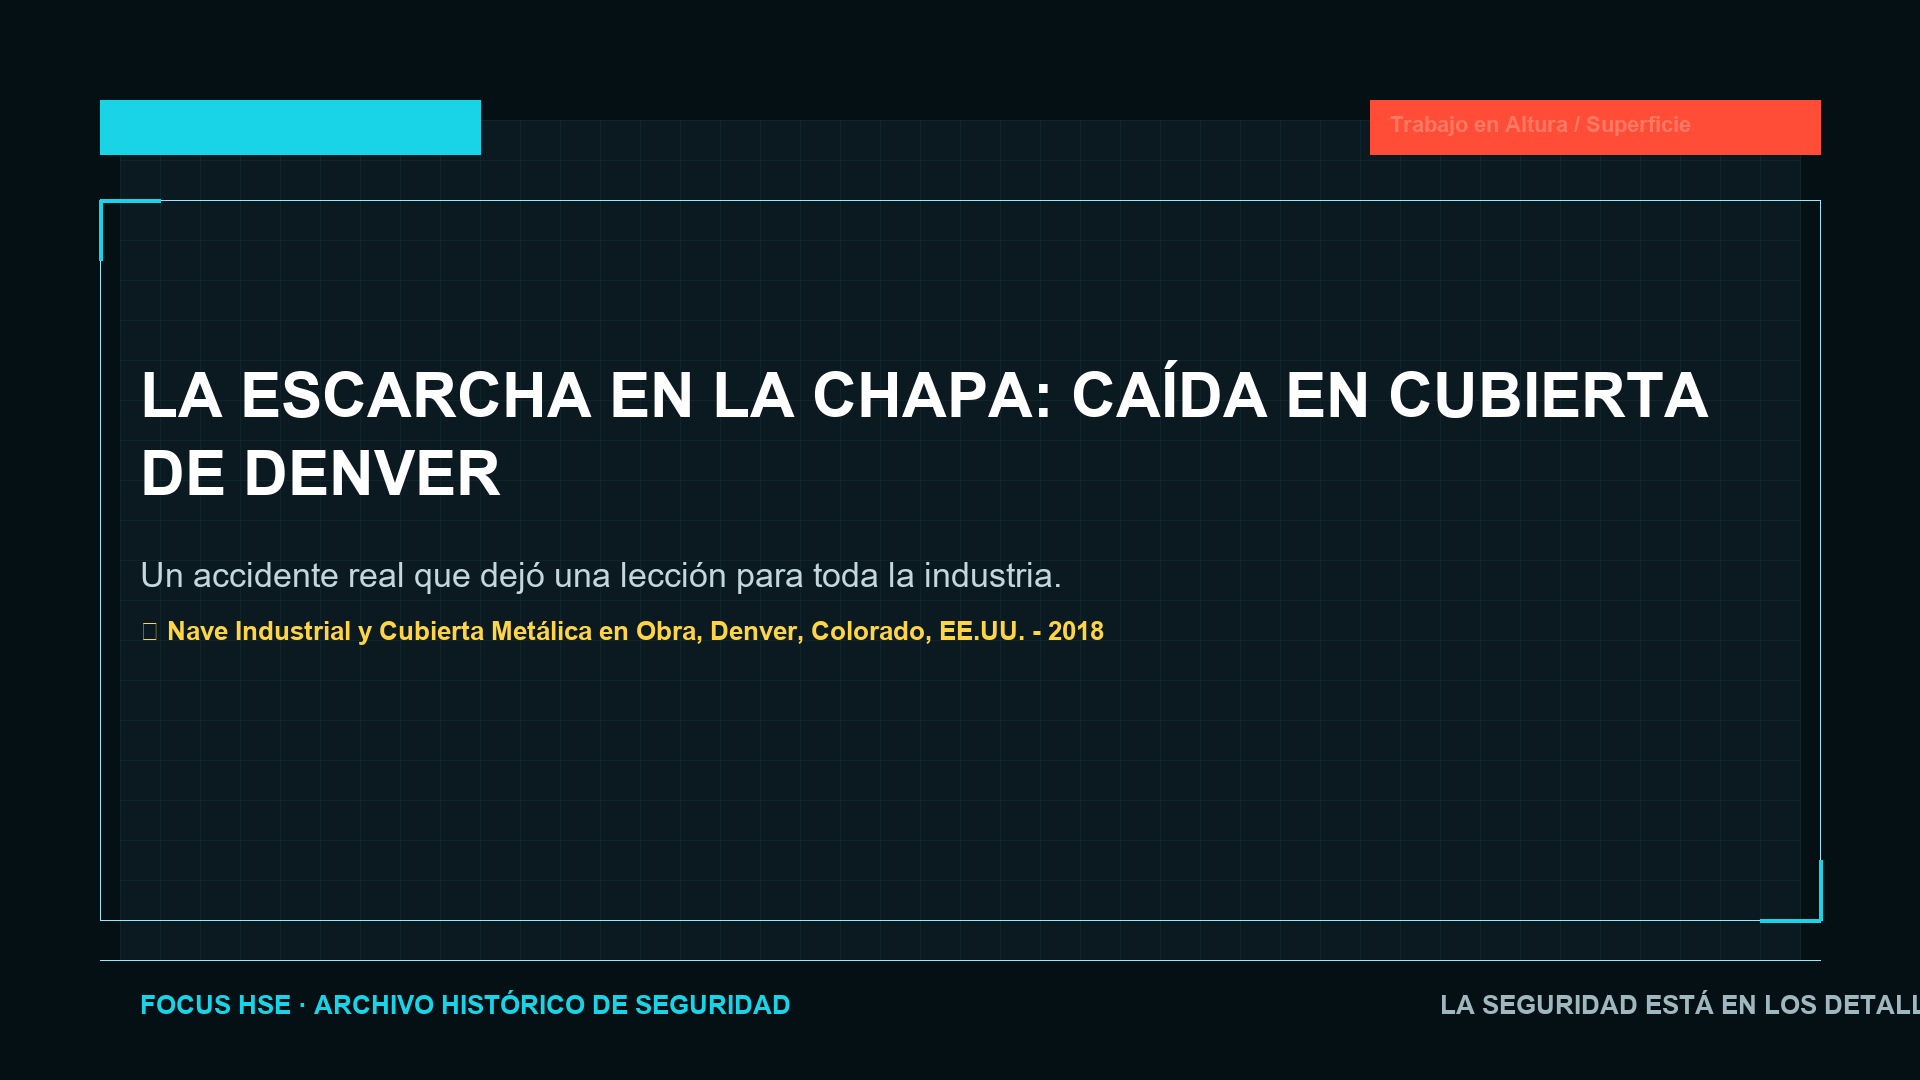 Trabajo en Altura / Superficie
LA ESCARCHA EN LA CHAPA: CAÍDA EN CUBIERTA
DE DENVER
Un accidente real que dejó una lección para toda la industria.
Nave Industrial y Cubierta Metálica en Obra, Denver, Colorado, EE.UU. - 2018
FOCUS HSE · ARCHIVO HISTÓRICO DE SEGURIDAD
LA SEGURIDAD ESTÁ EN LOS DETALL